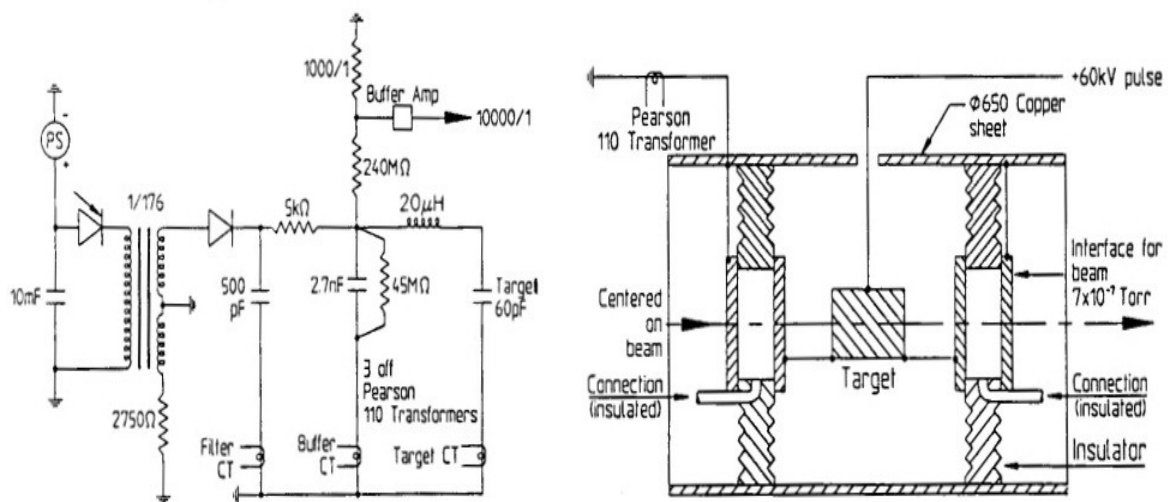 1000/1
Buffer Amp
10000/1
-
PS
+
240MΩ
1/176
5kΩ
20μH
10mF
500
pF
2.7nF
45MΩ
Target
60pF
3 off
Pearson
110 Transformers
2750Ω
Filter
CT
Buffer
CT
Target CT
+60kV pulse
Pearson
110 Transformer
Φ650 Copper
sheet
Centered
on
beam
Interface for
beam
7x10⁻⁷ Torr
Target
Connection
(insulated)
Connection
(insulated)
Insulator